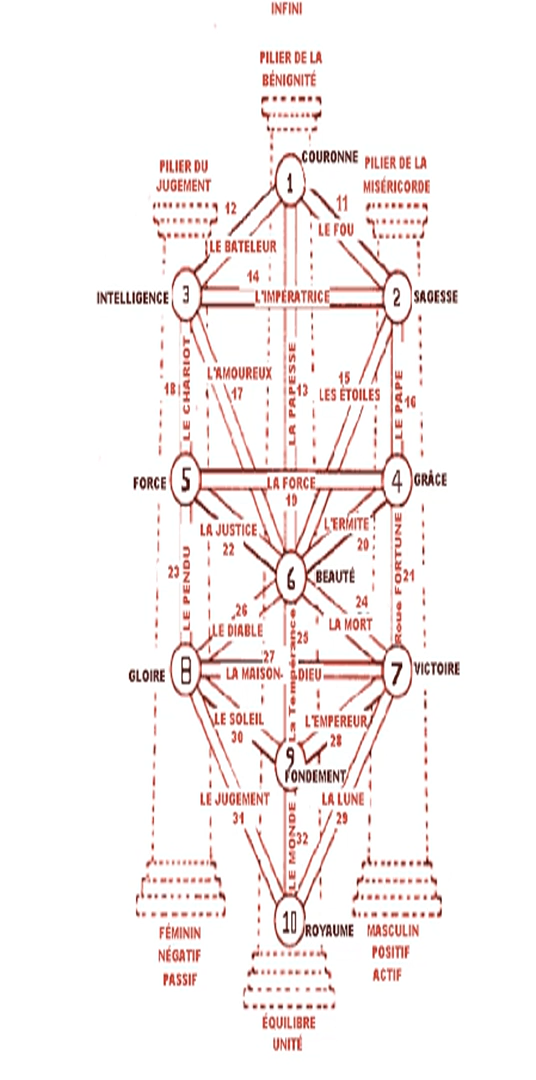 INFINI
PILIER DE LA
BÉNIGNITÉ
COURONNE
1
PILIER DU
JUGEMENT
PILIER DE LA
MISÉRICORDE
12
11
LE BATELEUR
LE FOU
14
INTELLIGENCE
3
L'IMPÉRATRICE
2
SAGESSE
LE CHARIOT
18
L'AMOUREUX
17
LA PAPESSE
13
15
LES ÉTOILES
LE PAPE
16
FORCE
5
LA FORCE
19
4
GRÂCE
LA JUSTICE
22
L'ERMITE
20
LE PENDU
23
6
BEAUTÉ
Roue FORTUNE
21
26
LE DIABLE
La Tempérance
25
24
LA MORT
27
GLOIRE
8
LA MAISON-DIEU
7
VICTOIRE
LE SOLEIL
30
L'EMPEREUR
28
9
FONDEMENT
LE JUGEMENT
31
LE MONDE
32
LA LUNE
29
10
ROYAUME
FÉMININ
NÉGATIF
PASSIF
MASCULIN
POSITIF
ACTIF
ÉQUILIBRE
UNITÉ